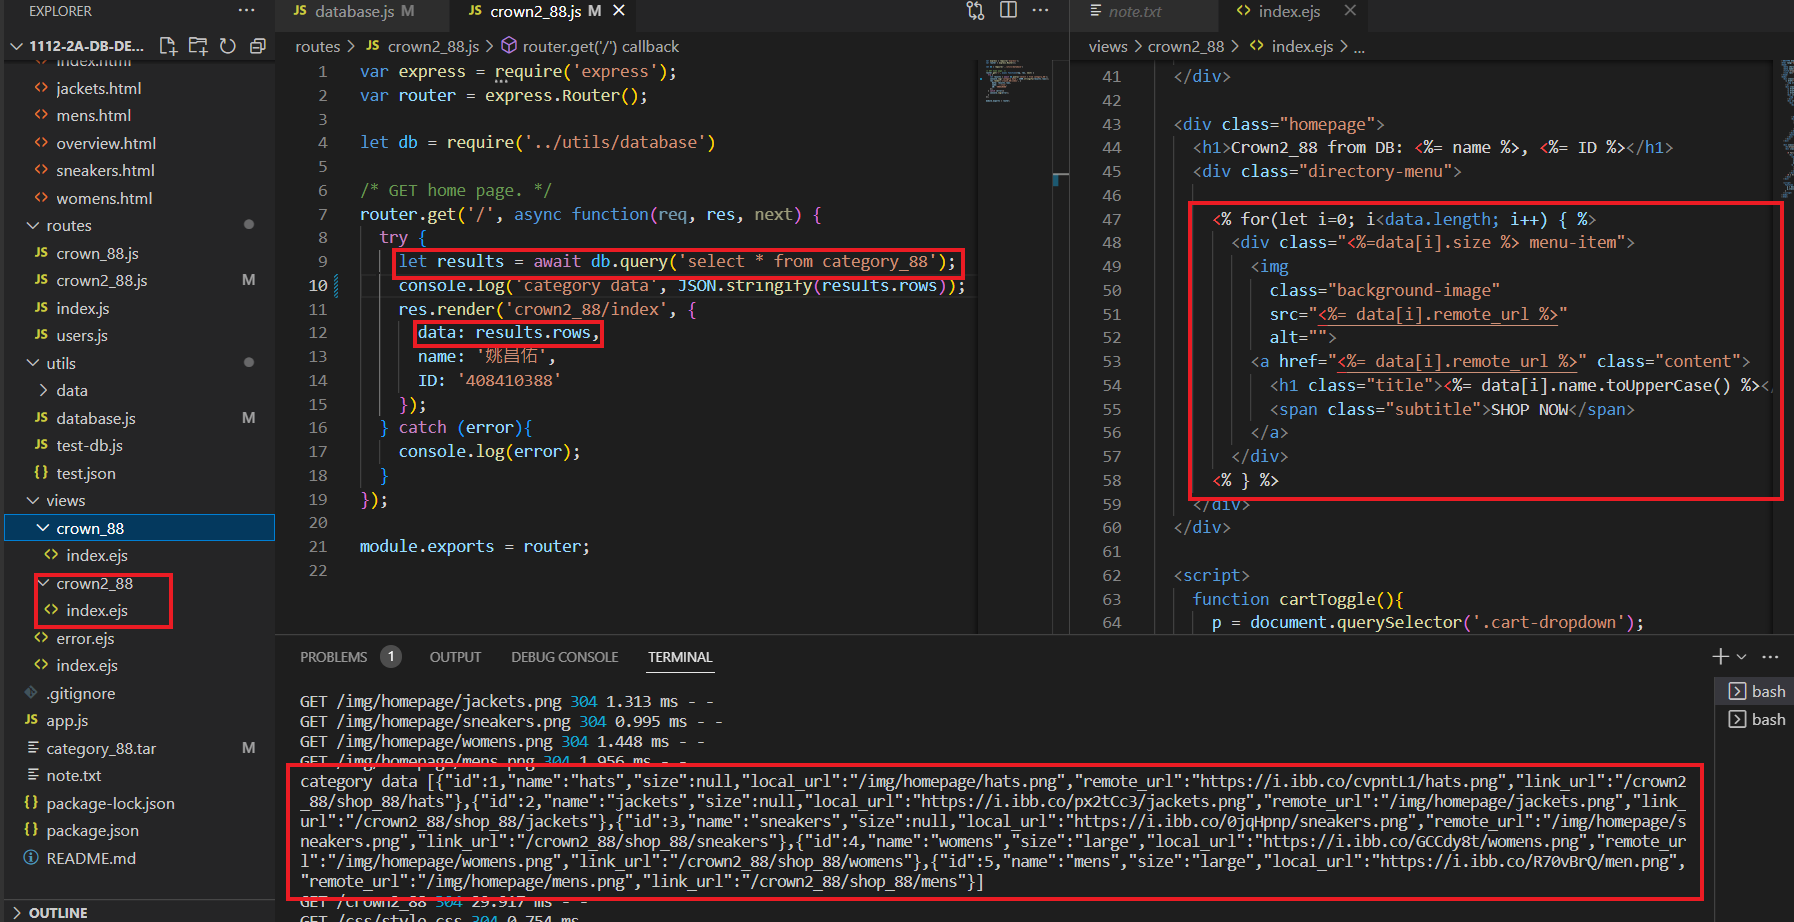 EXPLORER ···
1112-2A-DB-DE...
index.html
jackets.html
mens.html
overview.html
sneakers.html
womens.html
routes
JS crown_88.js
JS crown2_88.js M
JS index.js
JS users.js
utils
data
JS database.js M
JS test-db.js
{} test.json
views
crown_88
<> index.ejs
crown2_88
<> index.ejs
<> error.ejs
<> index.ejs
.gitignore
JS app.js
category_88.tar M
note.txt
{} package-lock.json
{} package.json
README.md
OUTLINE
JS database.js M
JS crown2_88.js M
routes > JS crown2_88.js > router.get('/') callback
1 var express = require('express');
2 var router = express.Router();
3
4 let db = require('../utils/database')
5
6 /* GET home page. */
7 router.get('/', async function(req, res, next) {
8 try {
9 let results = await db.query('select * from category_88');
10 console.log('category data', JSON.stringify(results.rows));
11 res.render('crown2_88/index', {
12 data: results.rows,
13 name: '姚昌佑',
14 ID: '408410388'
15 });
16 } catch (error){
17 console.log(error);
18 }
19 });
20
21 module.exports = router;
22
note.txt
<> index.ejs
views > crown2_88 > <> index.ejs > ...
41 </div>
42
43 <div class="homepage">
44 <h1>Crown2_88 from DB: <%= name %>, <%= ID %></h1>
45 <div class="directory-menu">
46
47 <% for(let i=0; i<data.length; i++) { %>
48 <div class="<%=data[i].size %> menu-item">
49 <img
50 class="background-image"
51 src="<%= data[i].remote_url %>"
52 alt="">
53 <a href="<%= data[i].remote_url %>" class="content">
54 <h1 class="title"><%= data[i].name.toUpperCase() %><
55 <span class="subtitle">SHOP NOW</span>
56 </a>
57 </div>
58 <% } %>
59 </div>
60 </div>
61
62 <script>
63 function cartToggle(){
64 p = document.querySelector('.cart-dropdown');
PROBLEMS 1 OUTPUT DEBUG CONSOLE TERMINAL
bash
bash
GET /img/homepage/jackets.png 304 1.313 ms - -
GET /img/homepage/sneakers.png 304 0.995 ms - -
GET /img/homepage/womens.png 304 1.448 ms - -
GET /img/homepage/mens.png 304 1.956 ms - -
category data [{"id":1,"name":"hats","size":null,"local_url":"/img/homepage/hats.png","remote_url":"https://i.ibb.co/cvpntL1/hats.png","link_url":"/crown2
_88/shop_88/hats"},{"id":2,"name":"jackets","size":null,"local_url":"https://i.ibb.co/px2tCc3/jackets.png","remote_url":"/img/homepage/jackets.png","link_
url":"/crown2_88/shop_88/jackets"},{"id":3,"name":"sneakers","size":null,"local_url":"https://i.ibb.co/0jqHpnp/sneakers.png","remote_url":"/img/homepage/s
neakers.png","link_url":"/crown2_88/shop_88/sneakers"},{"id":4,"name":"womens","size":"large","local_url":"https://i.ibb.co/GCCdy8t/womens.png","remote_ur
l":"/img/homepage/womens.png","link_url":"/crown2_88/shop_88/womens"},{"id":5,"name":"mens","size":"large","local_url":"https://i.ibb.co/R70vBrQ/men.png",
"remote_url":"/img/homepage/mens.png","link_url":"/crown2_88/shop_88/mens"}]
GET /crown2_88 304 29.917 ms - -
GET /css/style.css 304 0.754 ms - -